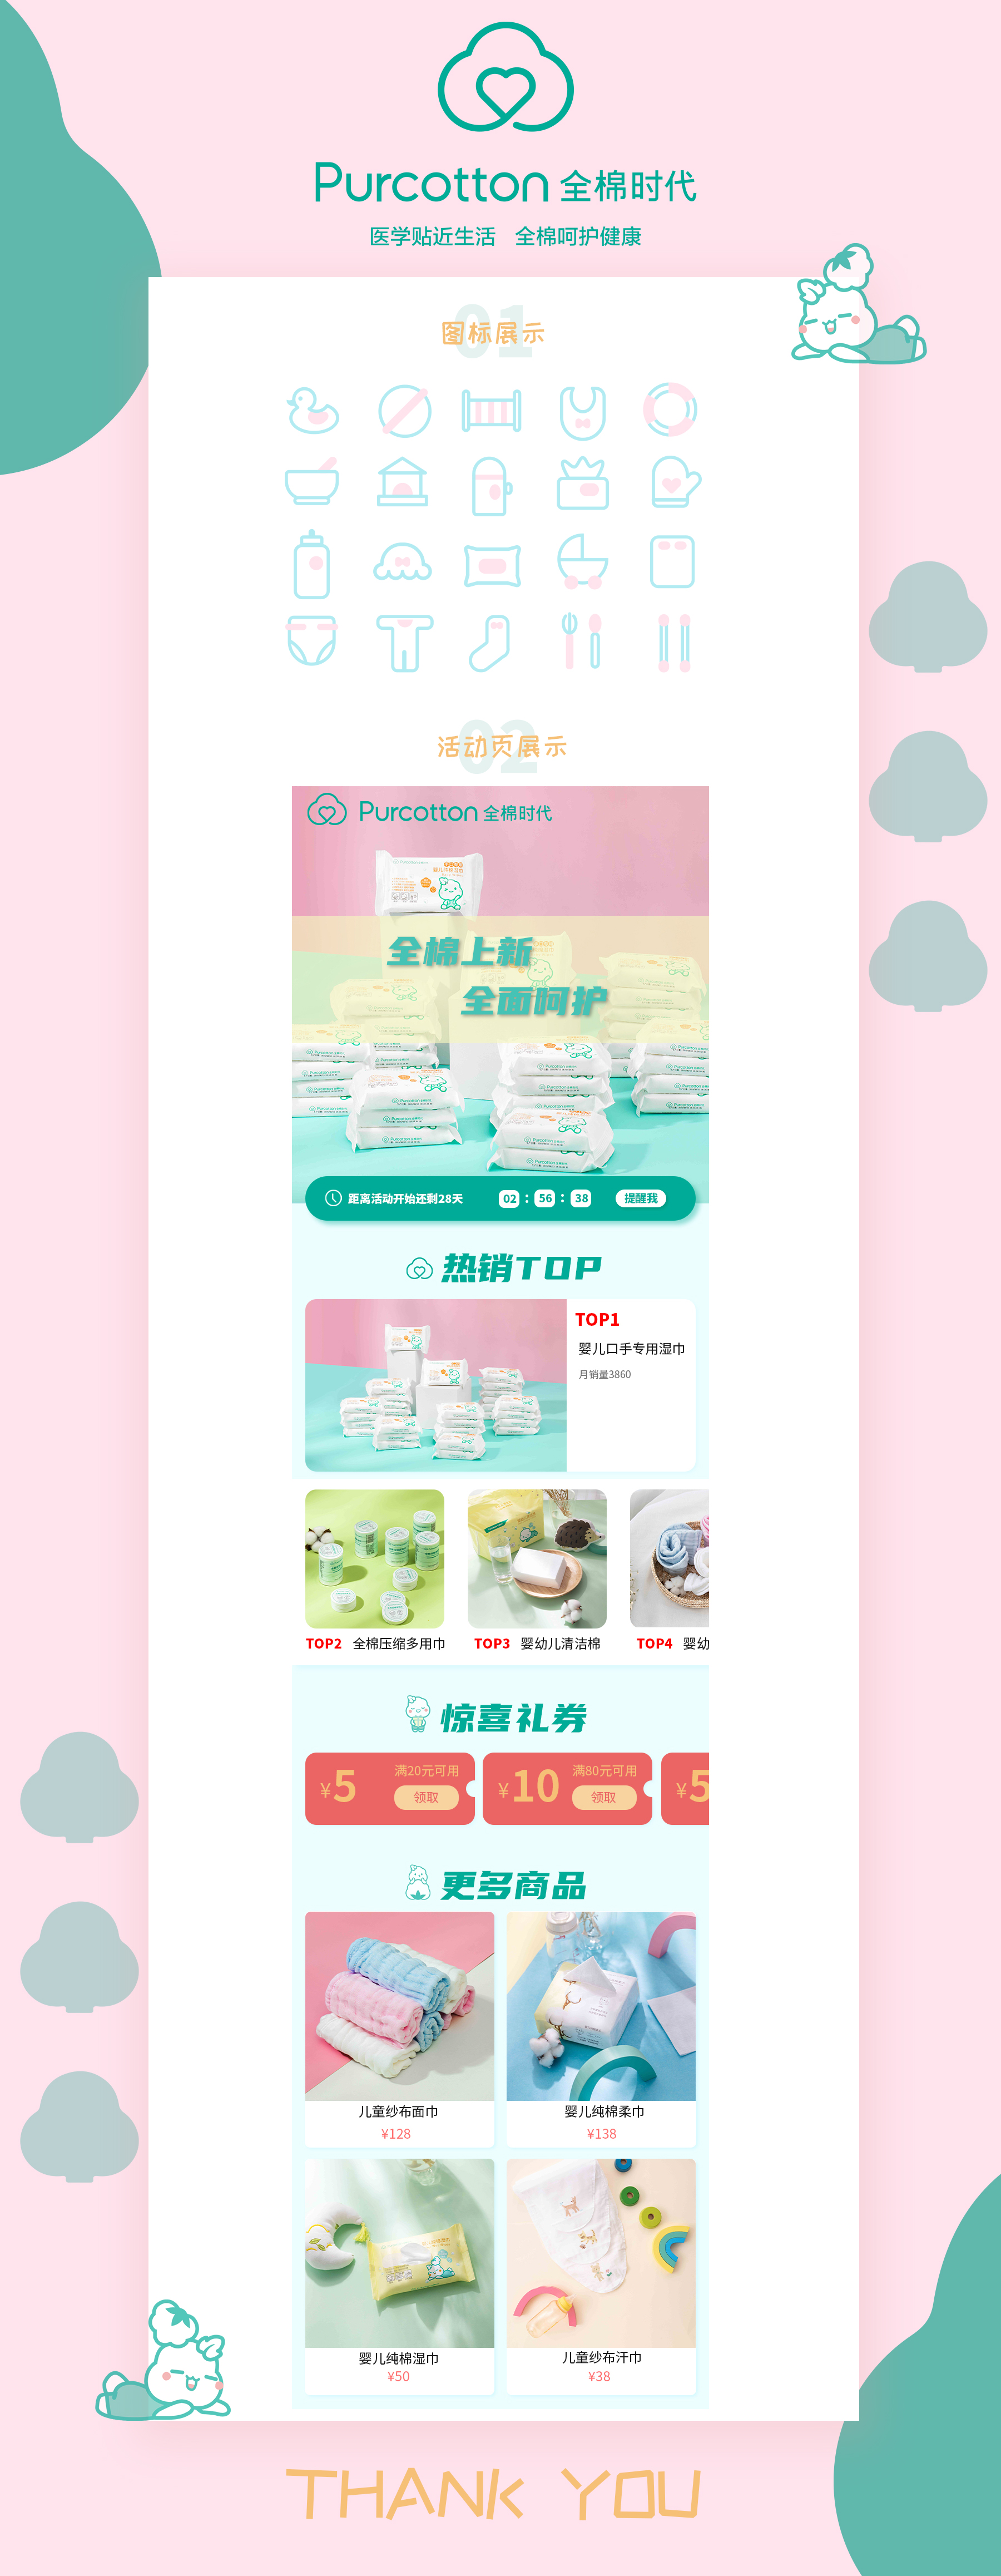 Purcotton 全棉时代
医学贴近生活 全棉呵护健康
01
图标展示
02
活动页展示
Purcotton 全棉时代
Purcotton
全棉上新
全面呵护
Purcotton
Purcotton
Purcotton
距离活动开始还剩28天 02 : 56 : 38 提醒我
热销TOP
TOP1
婴儿口手专用湿巾
月销量3860
TOP2 全棉压缩多用巾
TOP3 婴幼儿清洁棉
TOP4 婴幼
惊喜礼券
¥5 满20元可用
领取
¥10 满80元可用
领取
¥5
更多商品
儿童纱布面巾
¥128
婴儿纯棉柔巾
¥138
婴儿纯棉湿巾
¥50
儿童纱布汗巾
¥38
THANK YOU